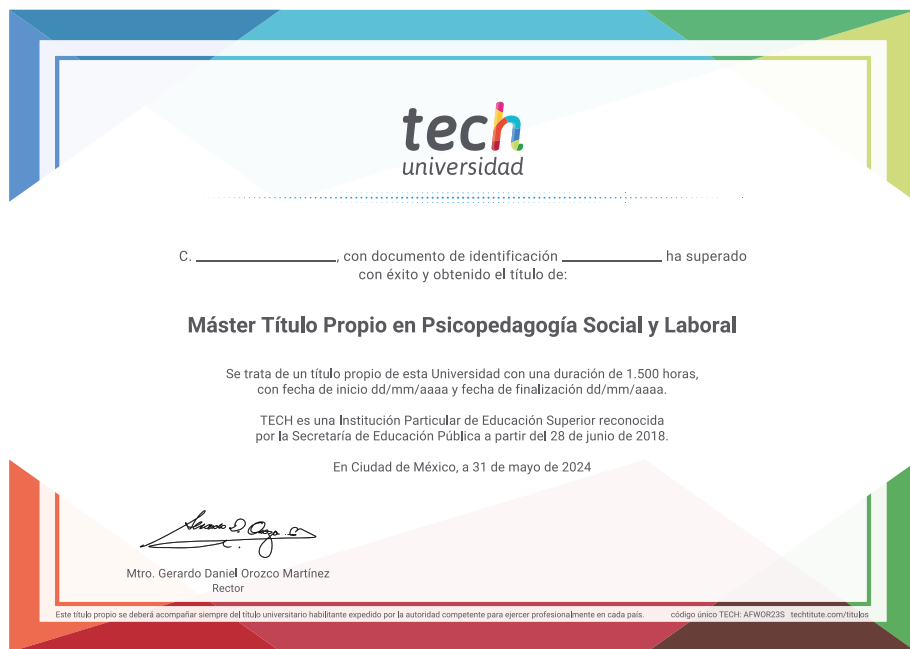 tech
universidad
C. ____________________, con documento de identificación ______________ ha superado
con éxito y obtenido el título de:
Máster Título Propio en Psicopedagogía Social y Laboral
Se trata de un título propio de esta Universidad con una duración de 1.500 horas,
con fecha de inicio dd/mm/aaaa y fecha de finalización dd/mm/aaaa.
TECH es una Institución Particular de Educación Superior reconocida
por la Secretaría de Educación Pública a partir del 28 de junio de 2018.
En Ciudad de México, a 31 de mayo de 2024
Mtro. Gerardo Daniel Orozco Martínez
Rector
Este título propio se deberá acompañar siempre del título universitario habilitante expedido por la autoridad competente para ejercer profesionalmente en cada país. código único TECH: AFWOR23S techtitute.com/titulos